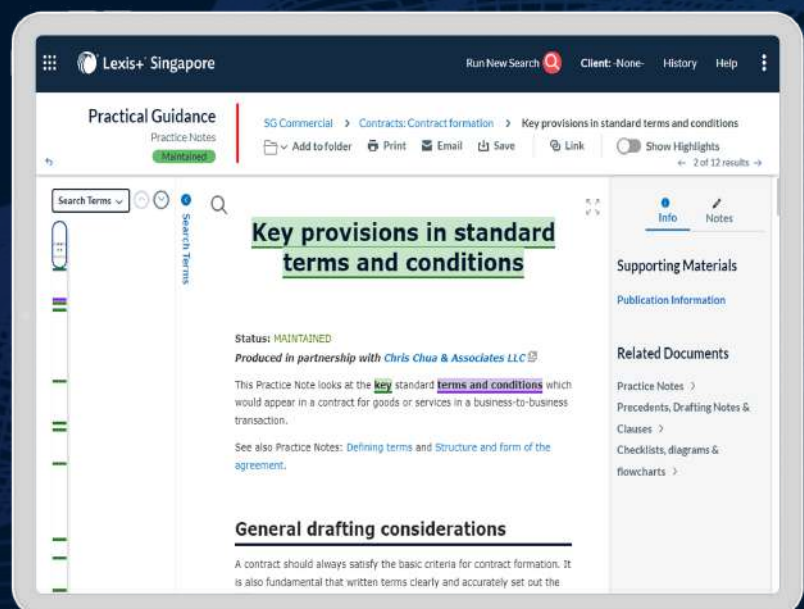 Lexis+® Singapore
Run New Search
Client: -None-
History
Help
Practical Guidance
Practice Notes
Maintained
SG Commercial > Contracts: Contract formation > Key provisions in standard terms and conditions
Add to folder
Print
Email
Save
Link
Show Highlights
← 2 of 12 results →
Search Terms
Search Terms
Key provisions in standard
terms and conditions
Status: MAINTAINED
Produced in partnership with Chris Chua & Associates LLC
This Practice Note looks at the key standard terms and conditions which
would appear in a contract for goods or services in a business-to-business
transaction.
See also Practice Notes: Defining terms and Structure and form of the
agreement.
General drafting considerations
A contract should always satisfy the basic criteria for contract formation. It
is also fundamental that written terms clearly and accurately set out the
Info
Notes
Supporting Materials
Publication Information
Related Documents
Practice Notes >
Precedents, Drafting Notes &
Clauses >
Checklists, diagrams &
flowcharts >